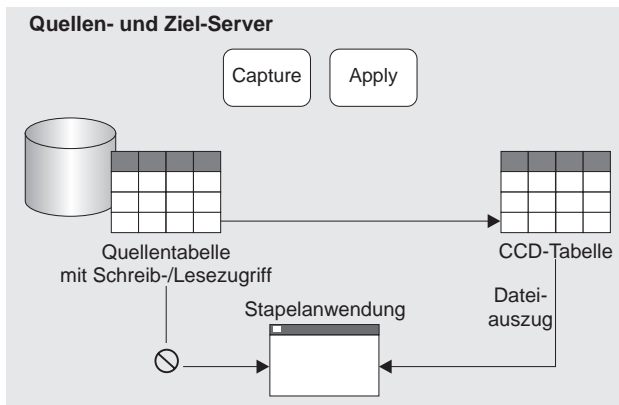 Quellen- und Ziel-Server
Capture
Apply
Quellentabelle
mit Schreib-/Lesezugriff
CCD-Tabelle
Stapelanwendung
Datei-
auszug